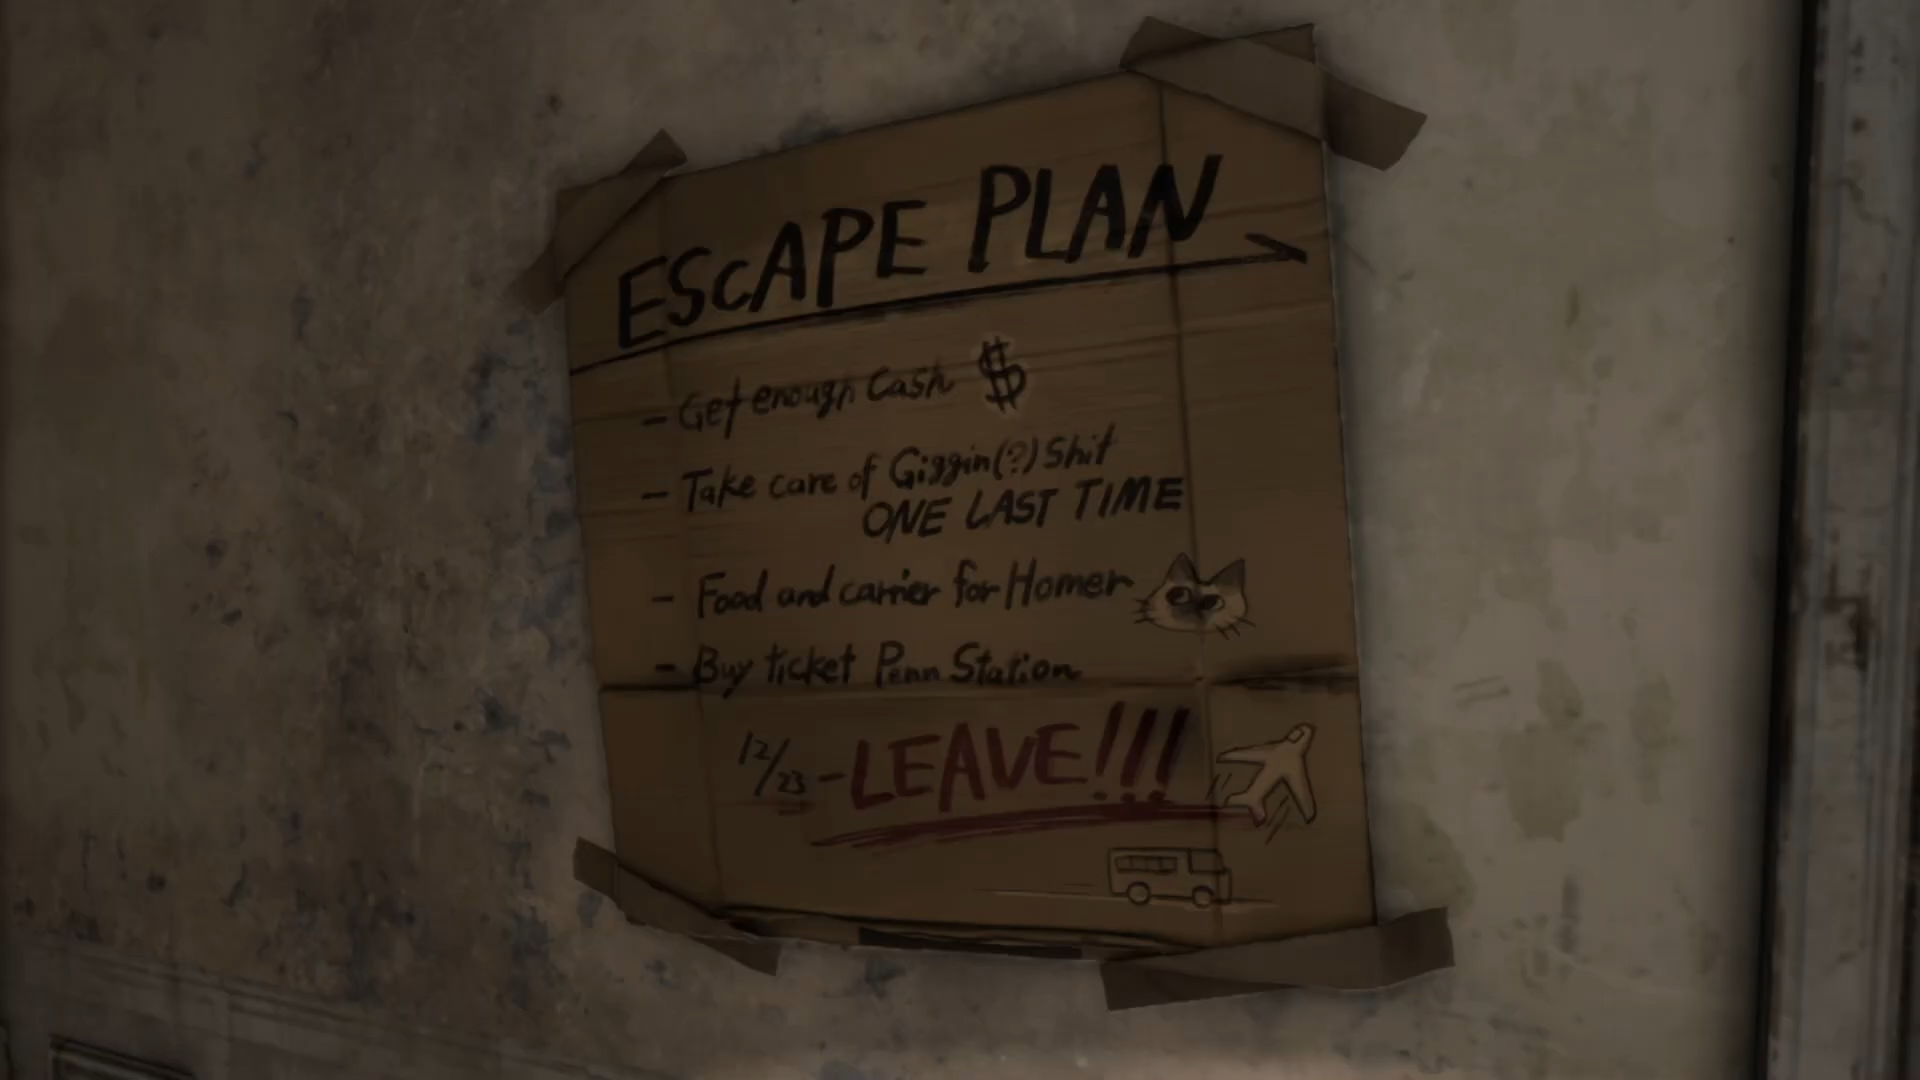 ESCAPE PLAN
- Get enough Cash $
- Take care of Giggin(?) Shit
ONE LAST TIME
- Food and carrier for Homer
- Buy ticket Penn Station
12/23 - LEAVE!!!